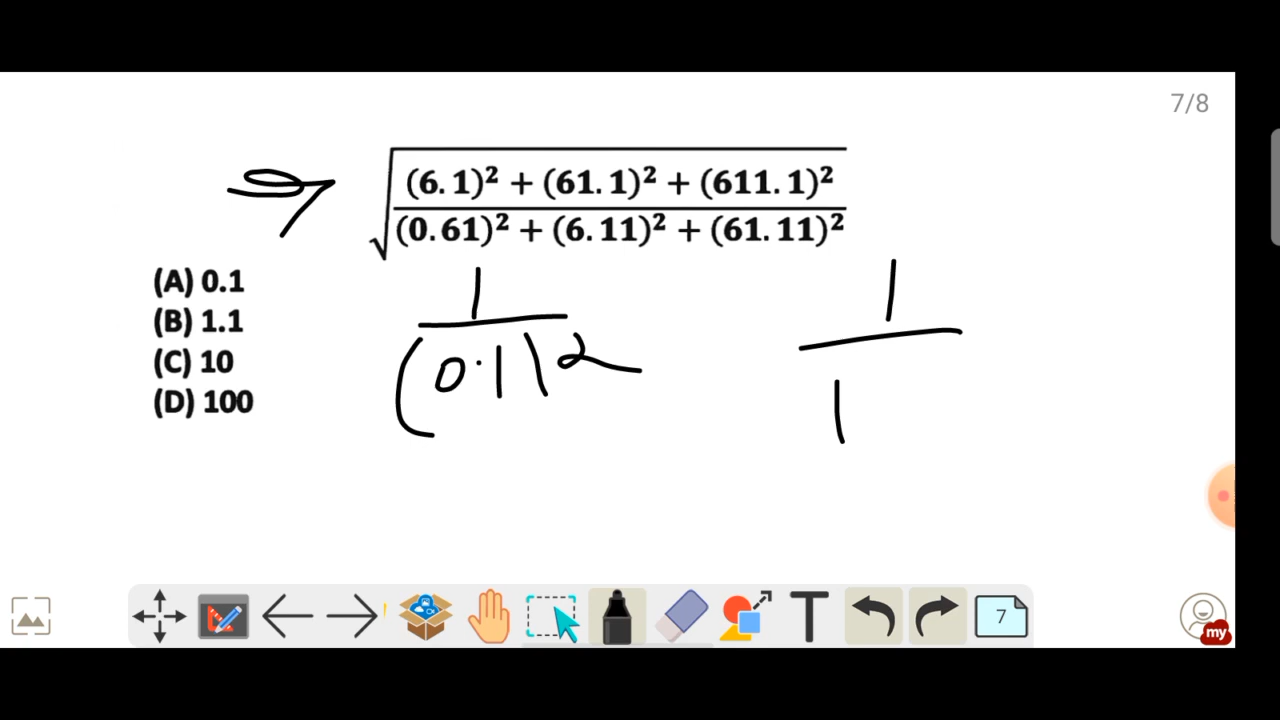 7/8
√((6.1)² + (61.1)² + (611.1)² / (0.61)² + (6.11)² + (61.11)²)
(A) 0.1
(B) 1.1
(C) 10
(D) 100
1 / (0.1)2
1 / 1
T
7
my